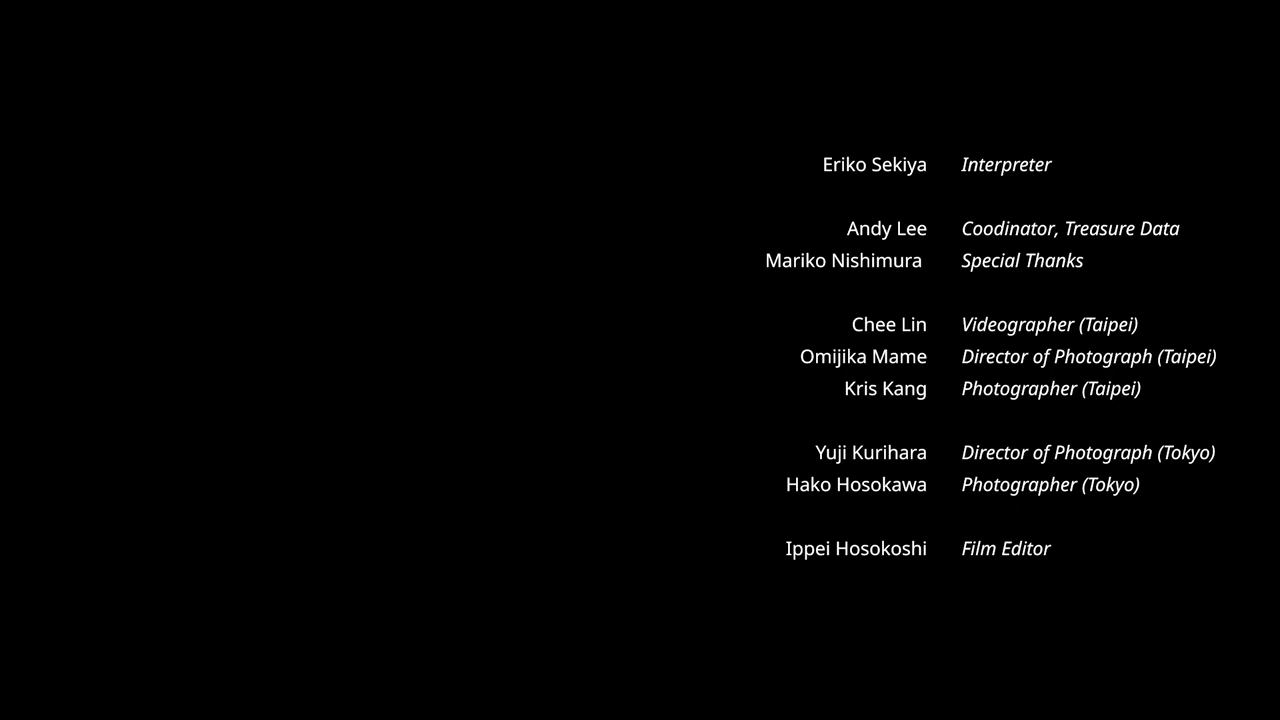 Eriko Sekiya Interpreter
Andy Lee Coodinator, Treasure Data
Mariko Nishimura Special Thanks
Chee Lin Videographer (Taipei)
Omijika Mame Director of Photograph (Taipei)
Kris Kang Photographer (Taipei)
Yuji Kurihara Director of Photograph (Tokyo)
Hako Hosokawa Photographer (Tokyo)
Ippei Hosokoshi Film Editor